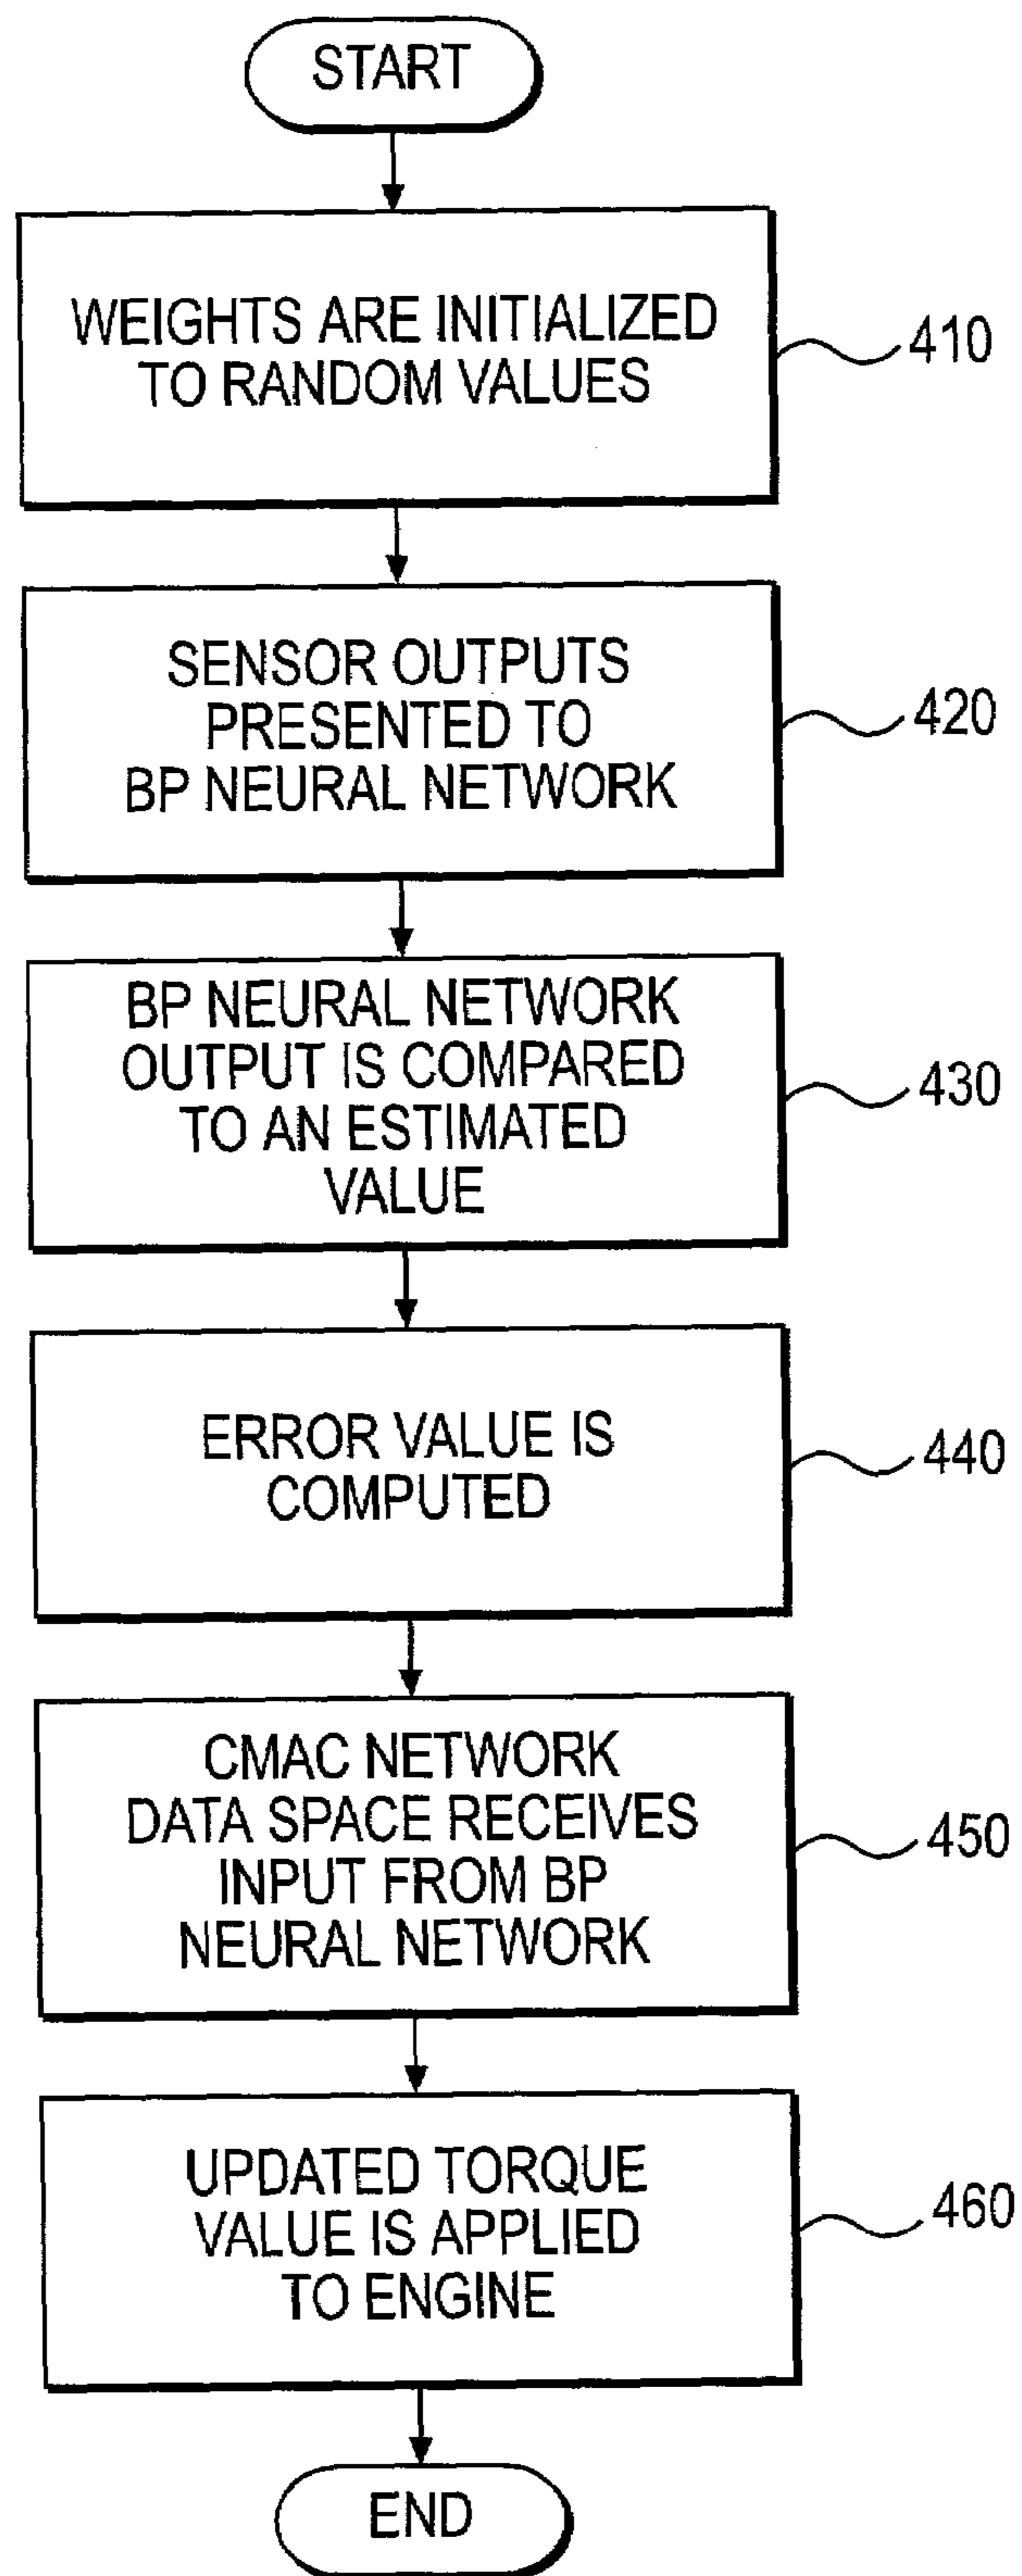 START
WEIGHTS ARE INITIALIZED
TO RANDOM VALUES
410
SENSOR OUTPUTS
PRESENTED TO
BP NEURAL NETWORK
420
BP NEURAL NETWORK
OUTPUT IS COMPARED
TO AN ESTIMATED
VALUE
430
ERROR VALUE IS
COMPUTED
440
CMAC NETWORK
DATA SPACE RECEIVES
INPUT FROM BP
NEURAL NETWORK
450
UPDATED TORQUE
VALUE IS APPLIED
TO ENGINE
460
END